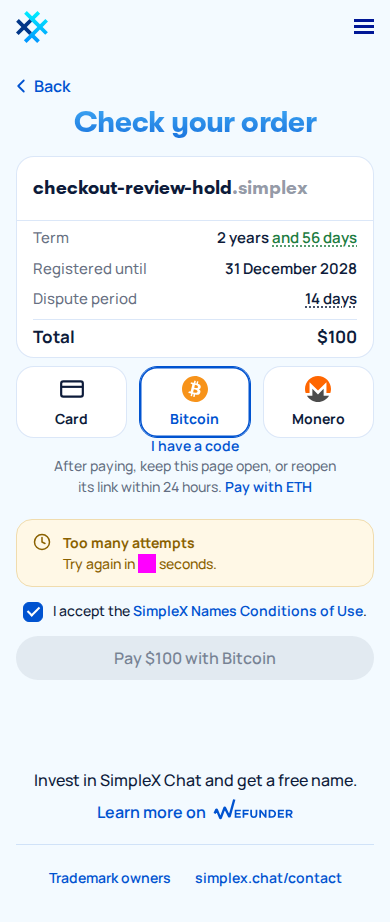 Back
Check your order
checkout-review-hold.simplex
Term 2 years and 56 days
Registered until 31 December 2028
Dispute period 14 days
Total $100
Card Bitcoin Monero
I have a code
After paying, keep this page open, or reopen
its link within 24 hours. Pay with ETH
Too many attempts
Try again in seconds.
I accept the SimpleX Names Conditions of Use.
Pay $100 with Bitcoin
Invest in SimpleX Chat and get a free name.
Learn more on WEFUNDER
Trademark owners simplex.chat/contact